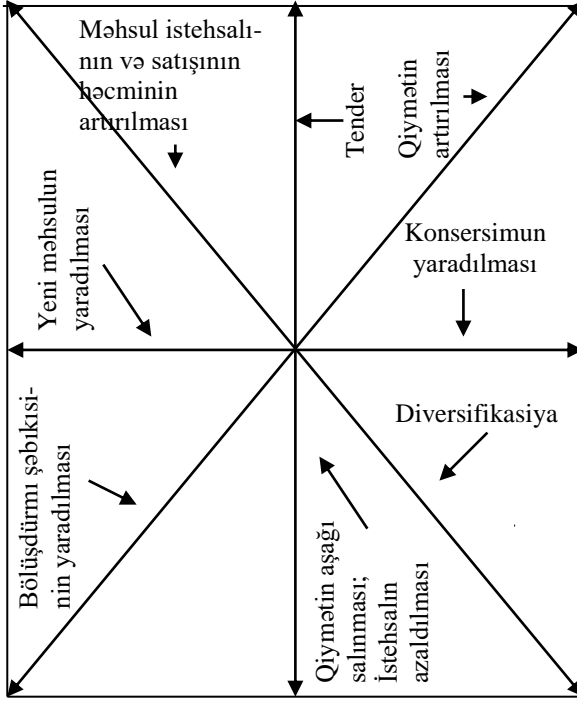 Məhsul istehsalı-
nın və satışının
həcminin
artırılması
Tender
Qiymətin
artırılması
Yeni məhsulun
yaradılması
Konsersimun
yaradılması
Bölüşdürmı şəbıkısi-
nin yaradılması
Qiymətin aşağı
salınması;
İstehsalın
azaldılması
Diversifikasiya